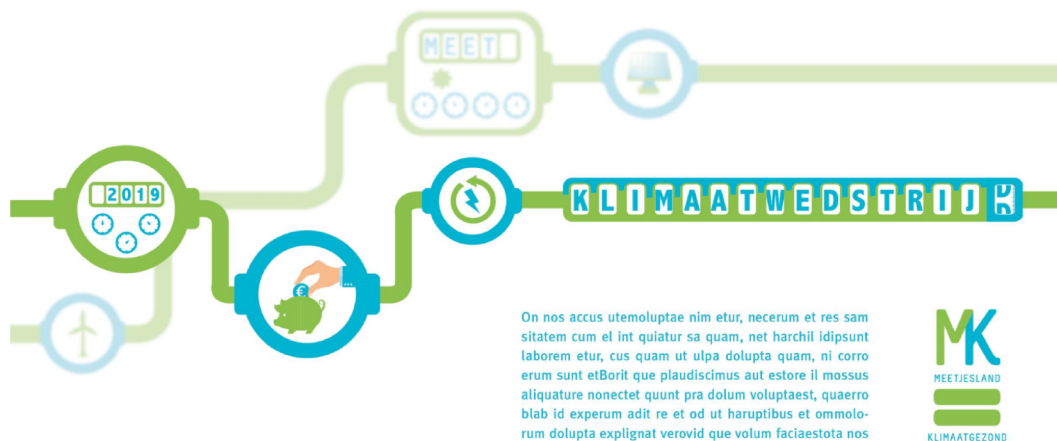 MEET
2019
€
KLIMAATWEDSTRIJD
On nos accus utemoluptae nim etur, necerum et res sam
sitatem cum el int quiatur sa quam, net harchil idipsunt
laborem etur, cus quam ut ulpa dolupta quam, ni corro
erum sunt etBorit que plaudiscimus aut estore il mossus
aliquature nonectet quunt pra dolum voluptaest, quaerro
blab id experum adit re et od ut haruptibus et ommolo-
rum dolupta explignat verovid que volum faciaestota nos
MK
MEETJESLAND
KLIMAATGEZOND